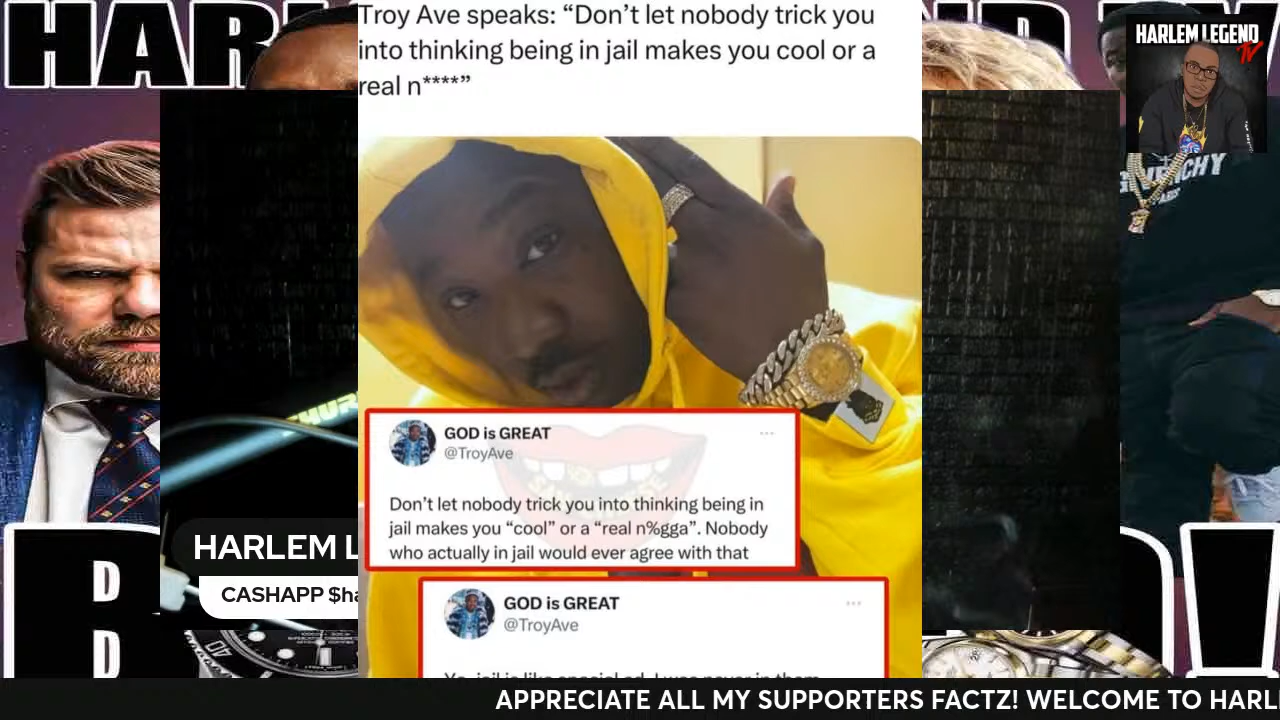 HAR
Troy Ave speaks: “Don’t let nobody trick you
into thinking being in jail makes you cool or a
real n****”
HARLEM LEGEND
TV
GIVENCHY
PARIS
GOD is GREAT
@TroyAve
Don’t let nobody trick you into thinking being in
jail makes you “cool” or a “real n%gga”. Nobody
who actually in jail would ever agree with that
HARLEM L
CASHAPP $ha
D
D
GOD is GREAT
@TroyAve
APPRECIATE ALL MY SUPPORTERS FACTZ! WELCOME TO HARL